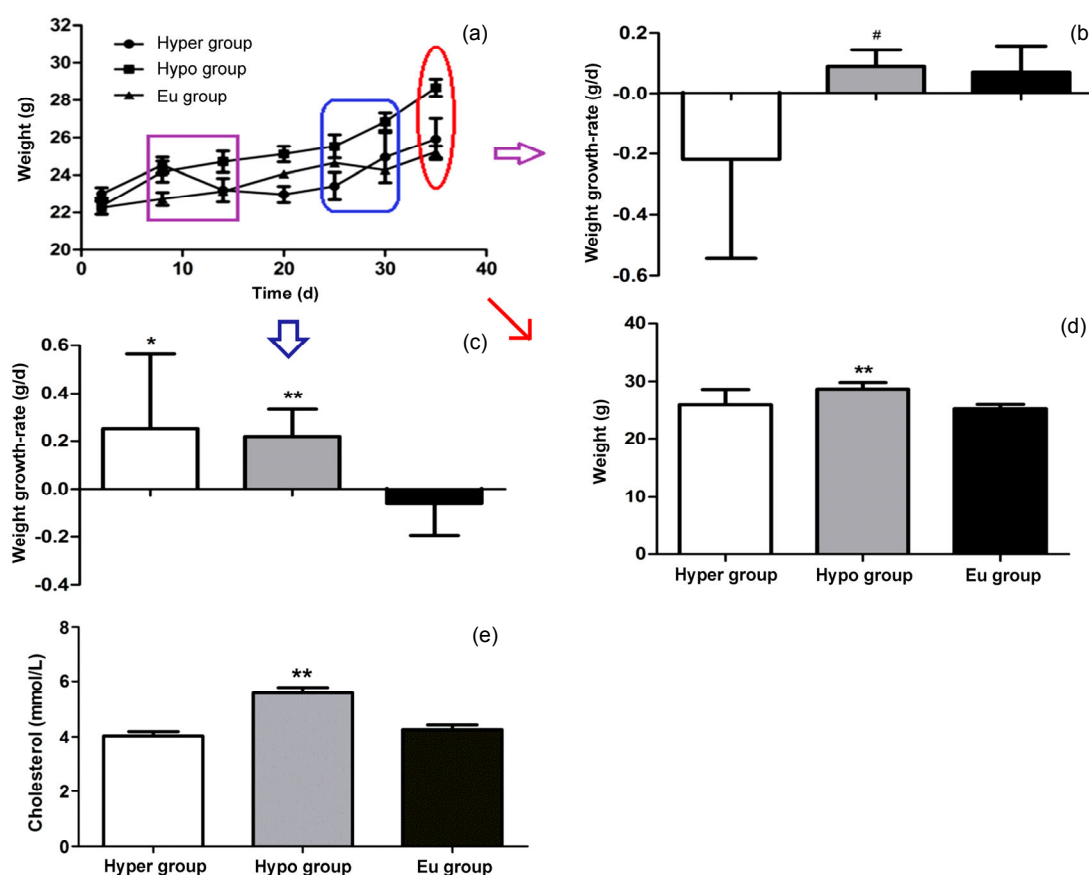 (a)
Hyper group
Hypo group
Eu group
Weight (g)
32
30
28
26
24
22
20
0
10
20
30
40
Time (d)
(b)
#
Weight growth-rate (g/d)
0.2
-0.0
-0.2
-0.4
-0.6
(c)
*
**
Weight growth-rate (g/d)
0.6
0.4
0.2
0.0
-0.2
-0.4
(d)
**
Weight (g)
40
30
20
10
0
Hyper group
Hypo group
Eu group
(e)
**
Cholesterol (mmol/L)
8
6
4
2
0
Hyper group
Hypo group
Eu group